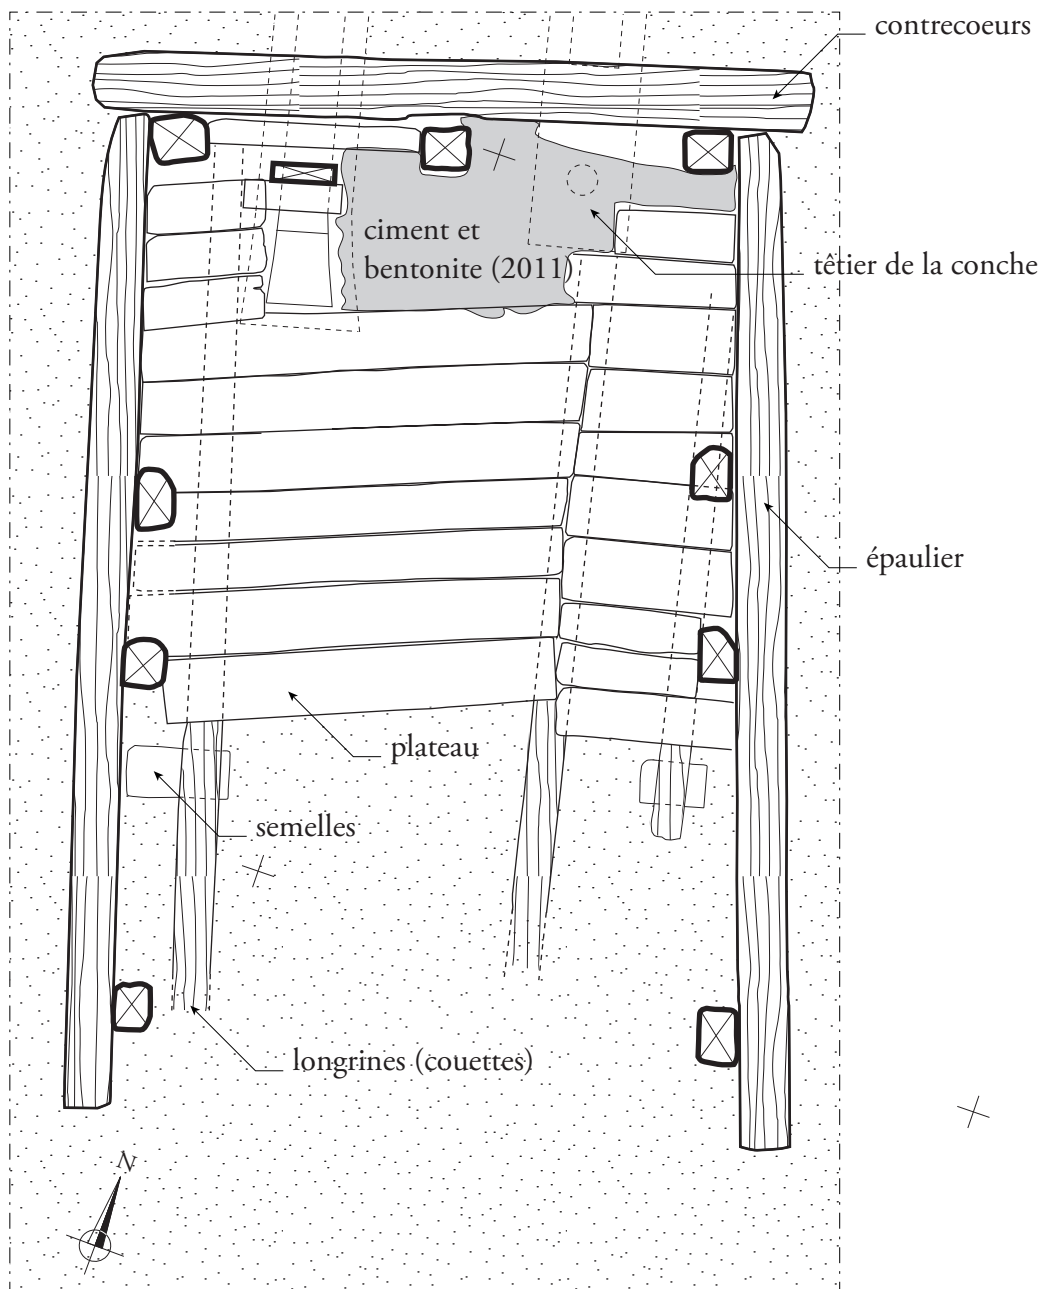 contrecoeurs
ciment et
bentonite (2011)
têtier de la conche
épaulier
plateau
semelles
longrines (couettes)
N